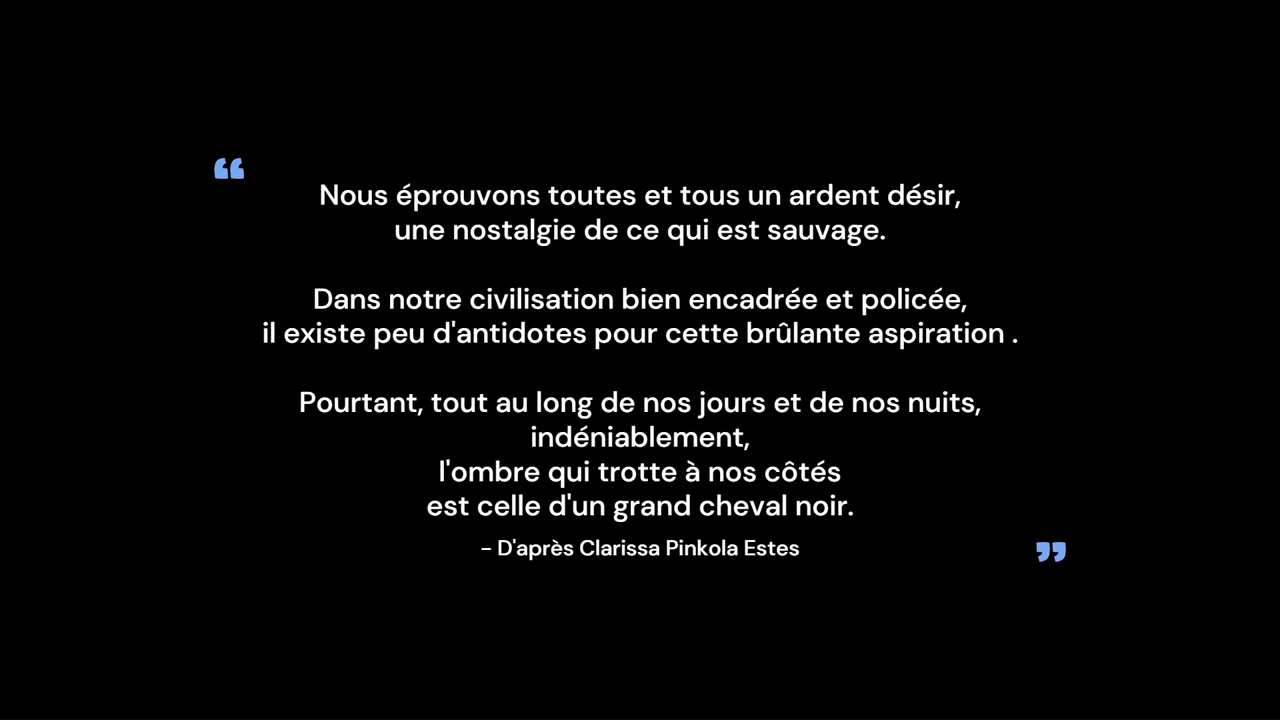 “
Nous éprouvons toutes et tous un ardent désir,
une nostalgie de ce qui est sauvage.
Dans notre civilisation bien encadrée et policée,
il existe peu d'antidotes pour cette brûlante aspiration .
Pourtant, tout au long de nos jours et de nos nuits,
indéniablement,
l'ombre qui trotte à nos côtés
est celle d'un grand cheval noir.
– D'après Clarissa Pinkola Estes
”